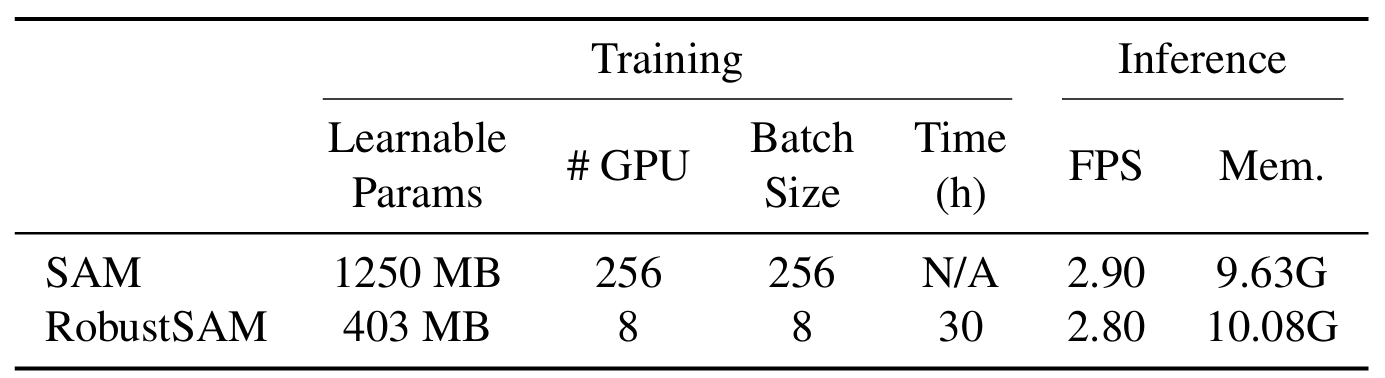 Training Inference
Learnable Params # GPU Batch Size Time (h) FPS Mem.
SAM 1250 MB 256 256 N/A 2.90 9.63G
RobustSAM 403 MB 8 8 30 2.80 10.08G